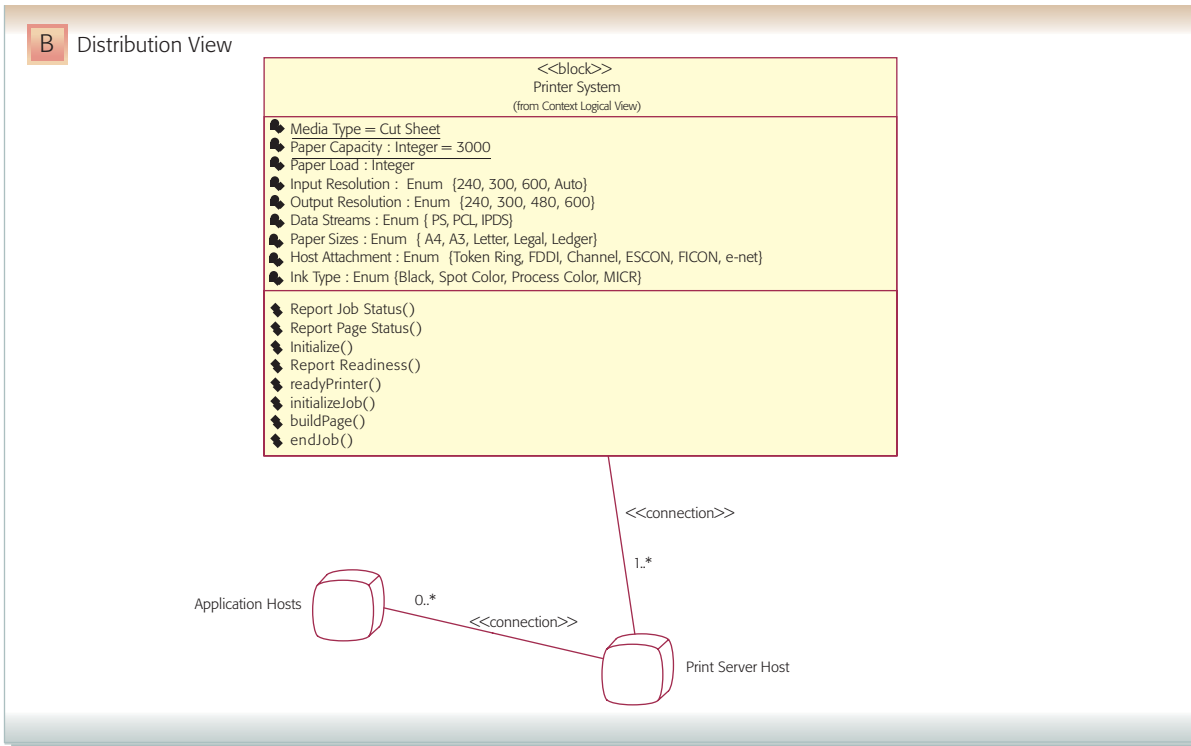 B Distribution View
<<block>>
Printer System
(from Context Logical View)
Media Type = Cut Sheet
Paper Capacity : Integer = 3000
Paper Load : Integer
Input Resolution : Enum {240, 300, 600, Auto}
Output Resolution : Enum {240, 300, 480, 600}
Data Streams : Enum { PS, PCL, IPDS}
Paper Sizes : Enum { A4, A3, Letter, Legal, Ledger}
Host Attachment : Enum {Token Ring, FDDI, Channel, ESCON, FICON, e-net}
Ink Type : Enum {Black, Spot Color, Process Color, MICR}
Report Job Status()
Report Page Status()
Initialize()
Report Readiness()
readyPrinter()
initializeJob()
buildPage()
endJob()
<<connection>>
1..*
Application Hosts
0..*
<<connection>>
Print Server Host